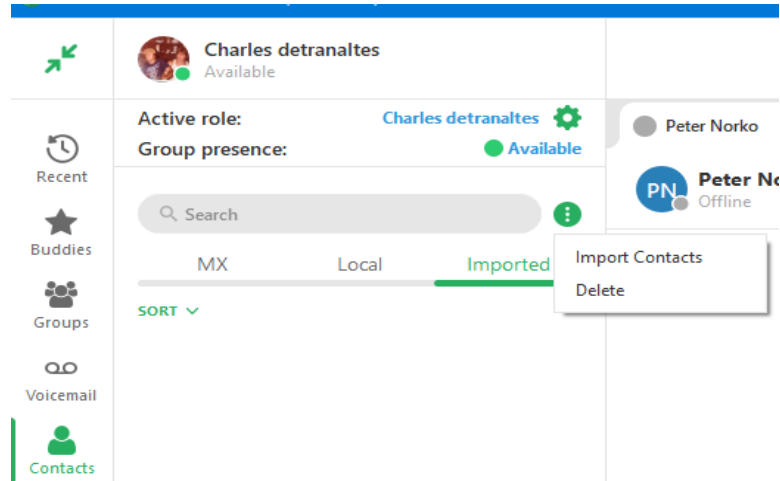 Charles detranaltes
Available
Active role: Charles detranaltes
Group presence: Available
Recent
Buddies
Groups
Voicemail
Contacts
Search
MX Local Imported
SORT
Import Contacts
Delete
Peter Norko
PN
Offline